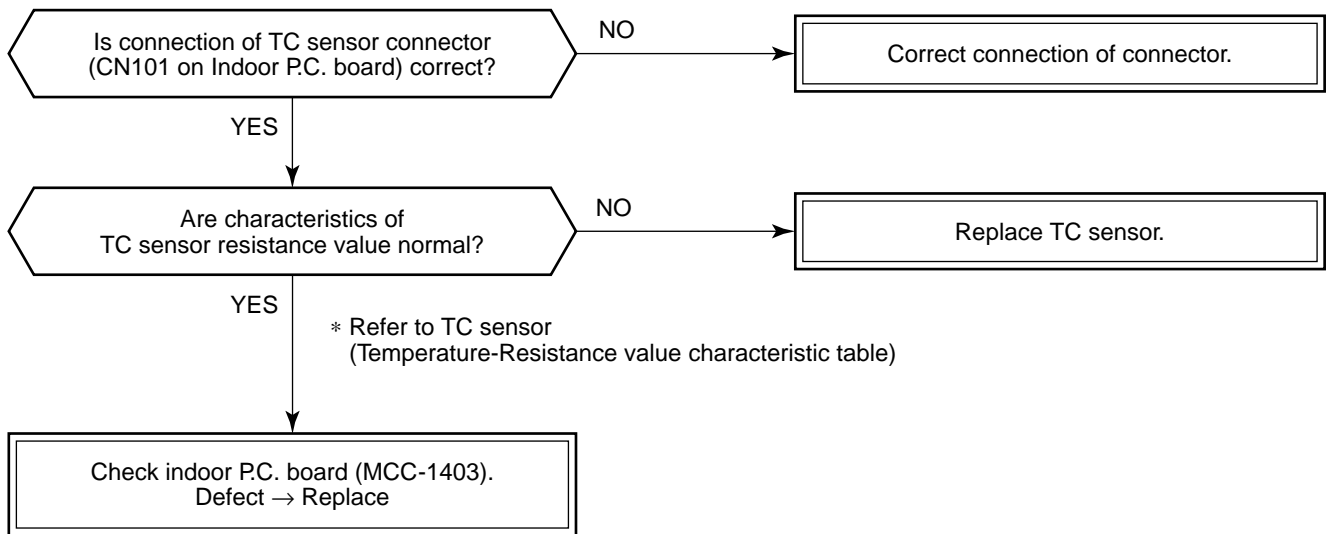 Is connection of TC sensor connector
(CN101 on Indoor P.C. board) correct?
NO
Correct connection of connector.
YES
Are characteristics of
TC sensor resistance value normal?
NO
Replace TC sensor.
YES
* Refer to TC sensor
(Temperature-Resistance value characteristic table)
Check indoor P.C. board (MCC-1403).
Defect → Replace